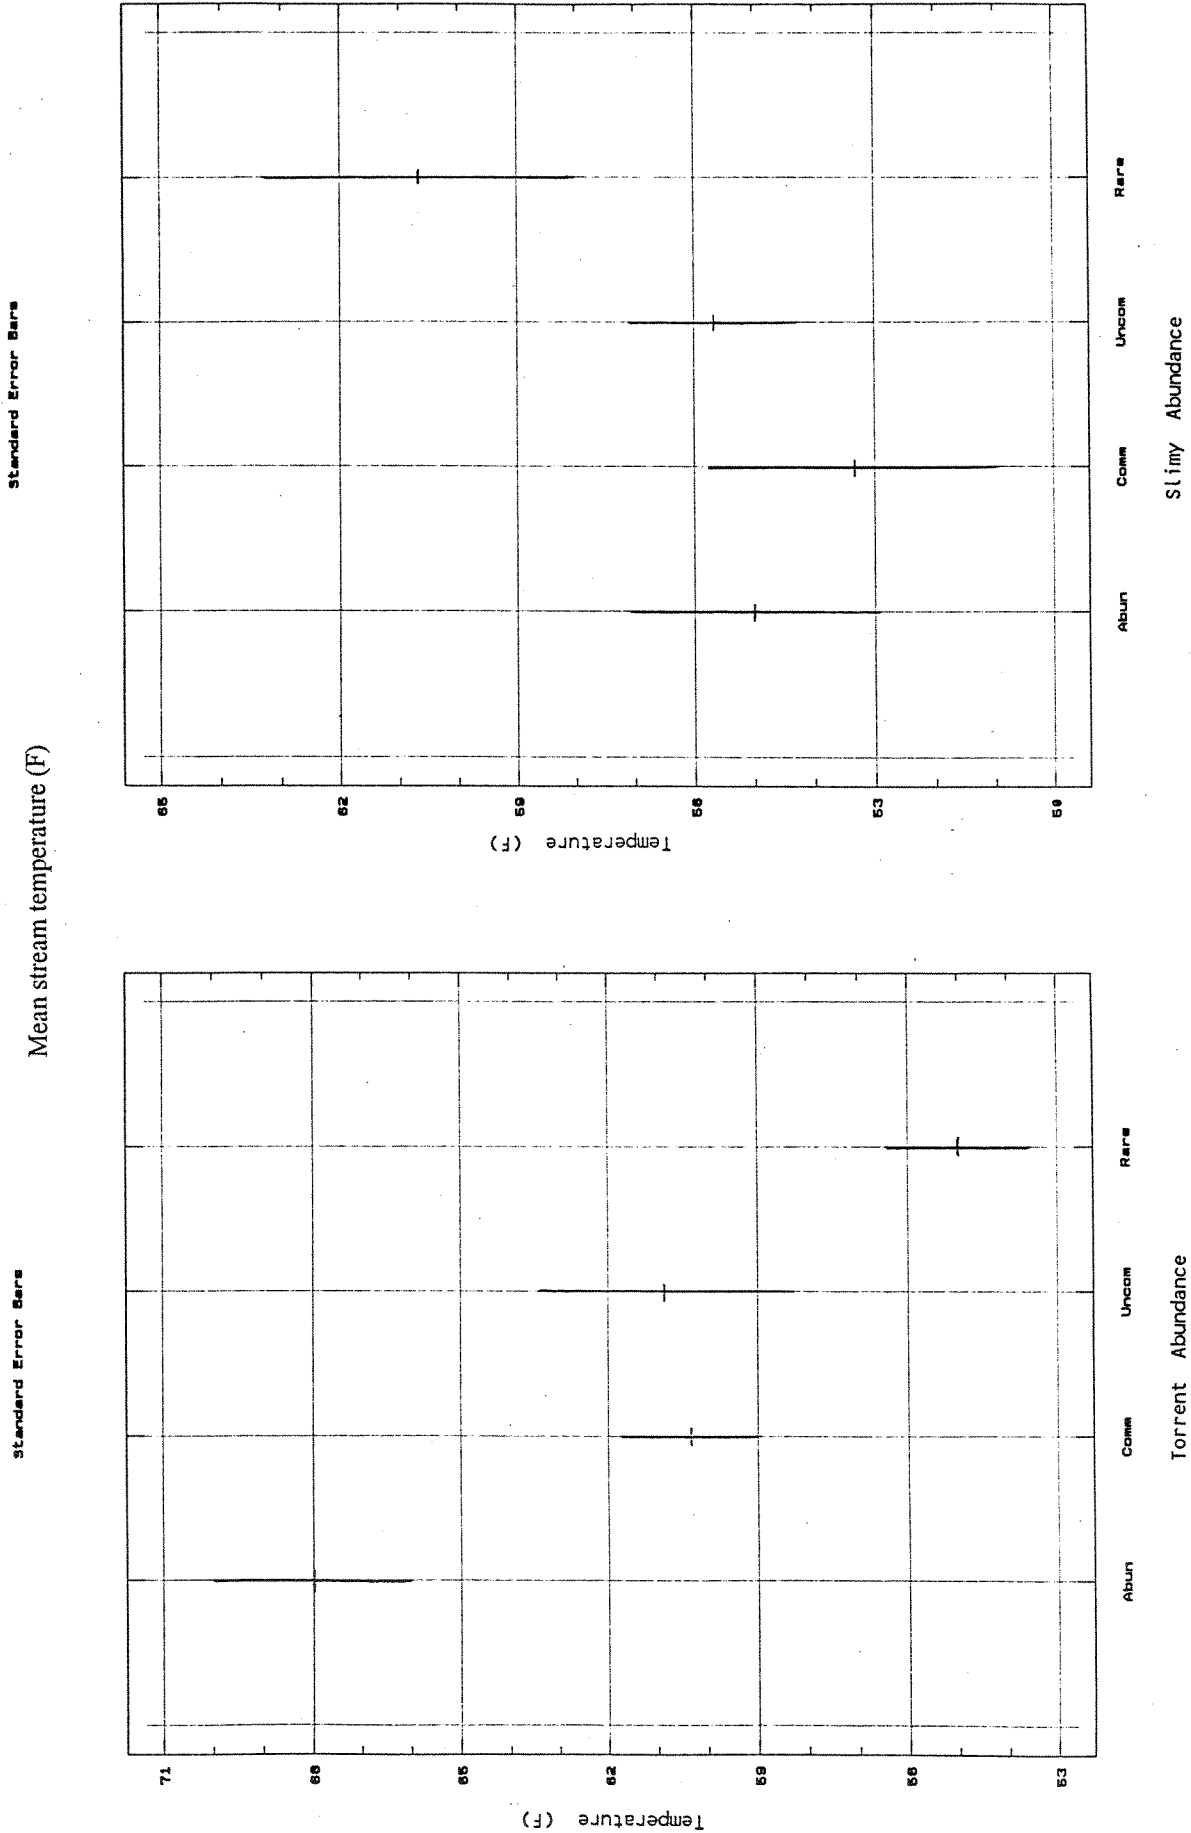 Mean stream temperature (F)
Standard Error Bars
71
68
65
62
59
56
53
Temperature (F)
Abun
Comm
Uncom
Rare
Torrent Abundance
Standard Error Bars
65
62
59
56
53
50
Temperature (F)
Abun
Comm
Uncom
Rare
Slimy Abundance